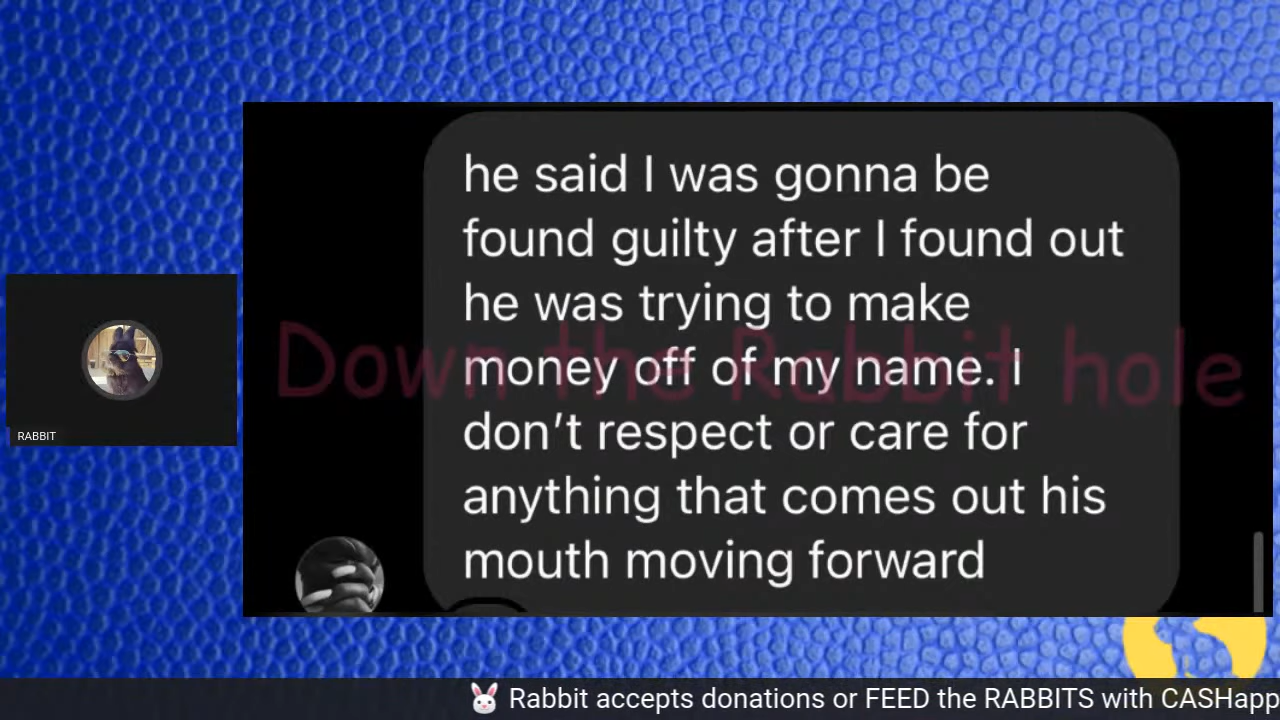 he said I was gonna be
found guilty after I found out
he was trying to make
money off of my name. I
don't respect or care for
anything that comes out his
mouth moving forward
Down the Rabbit hole
RABBIT
Rabbit accepts donations or FEED the RABBITS with CASHapp